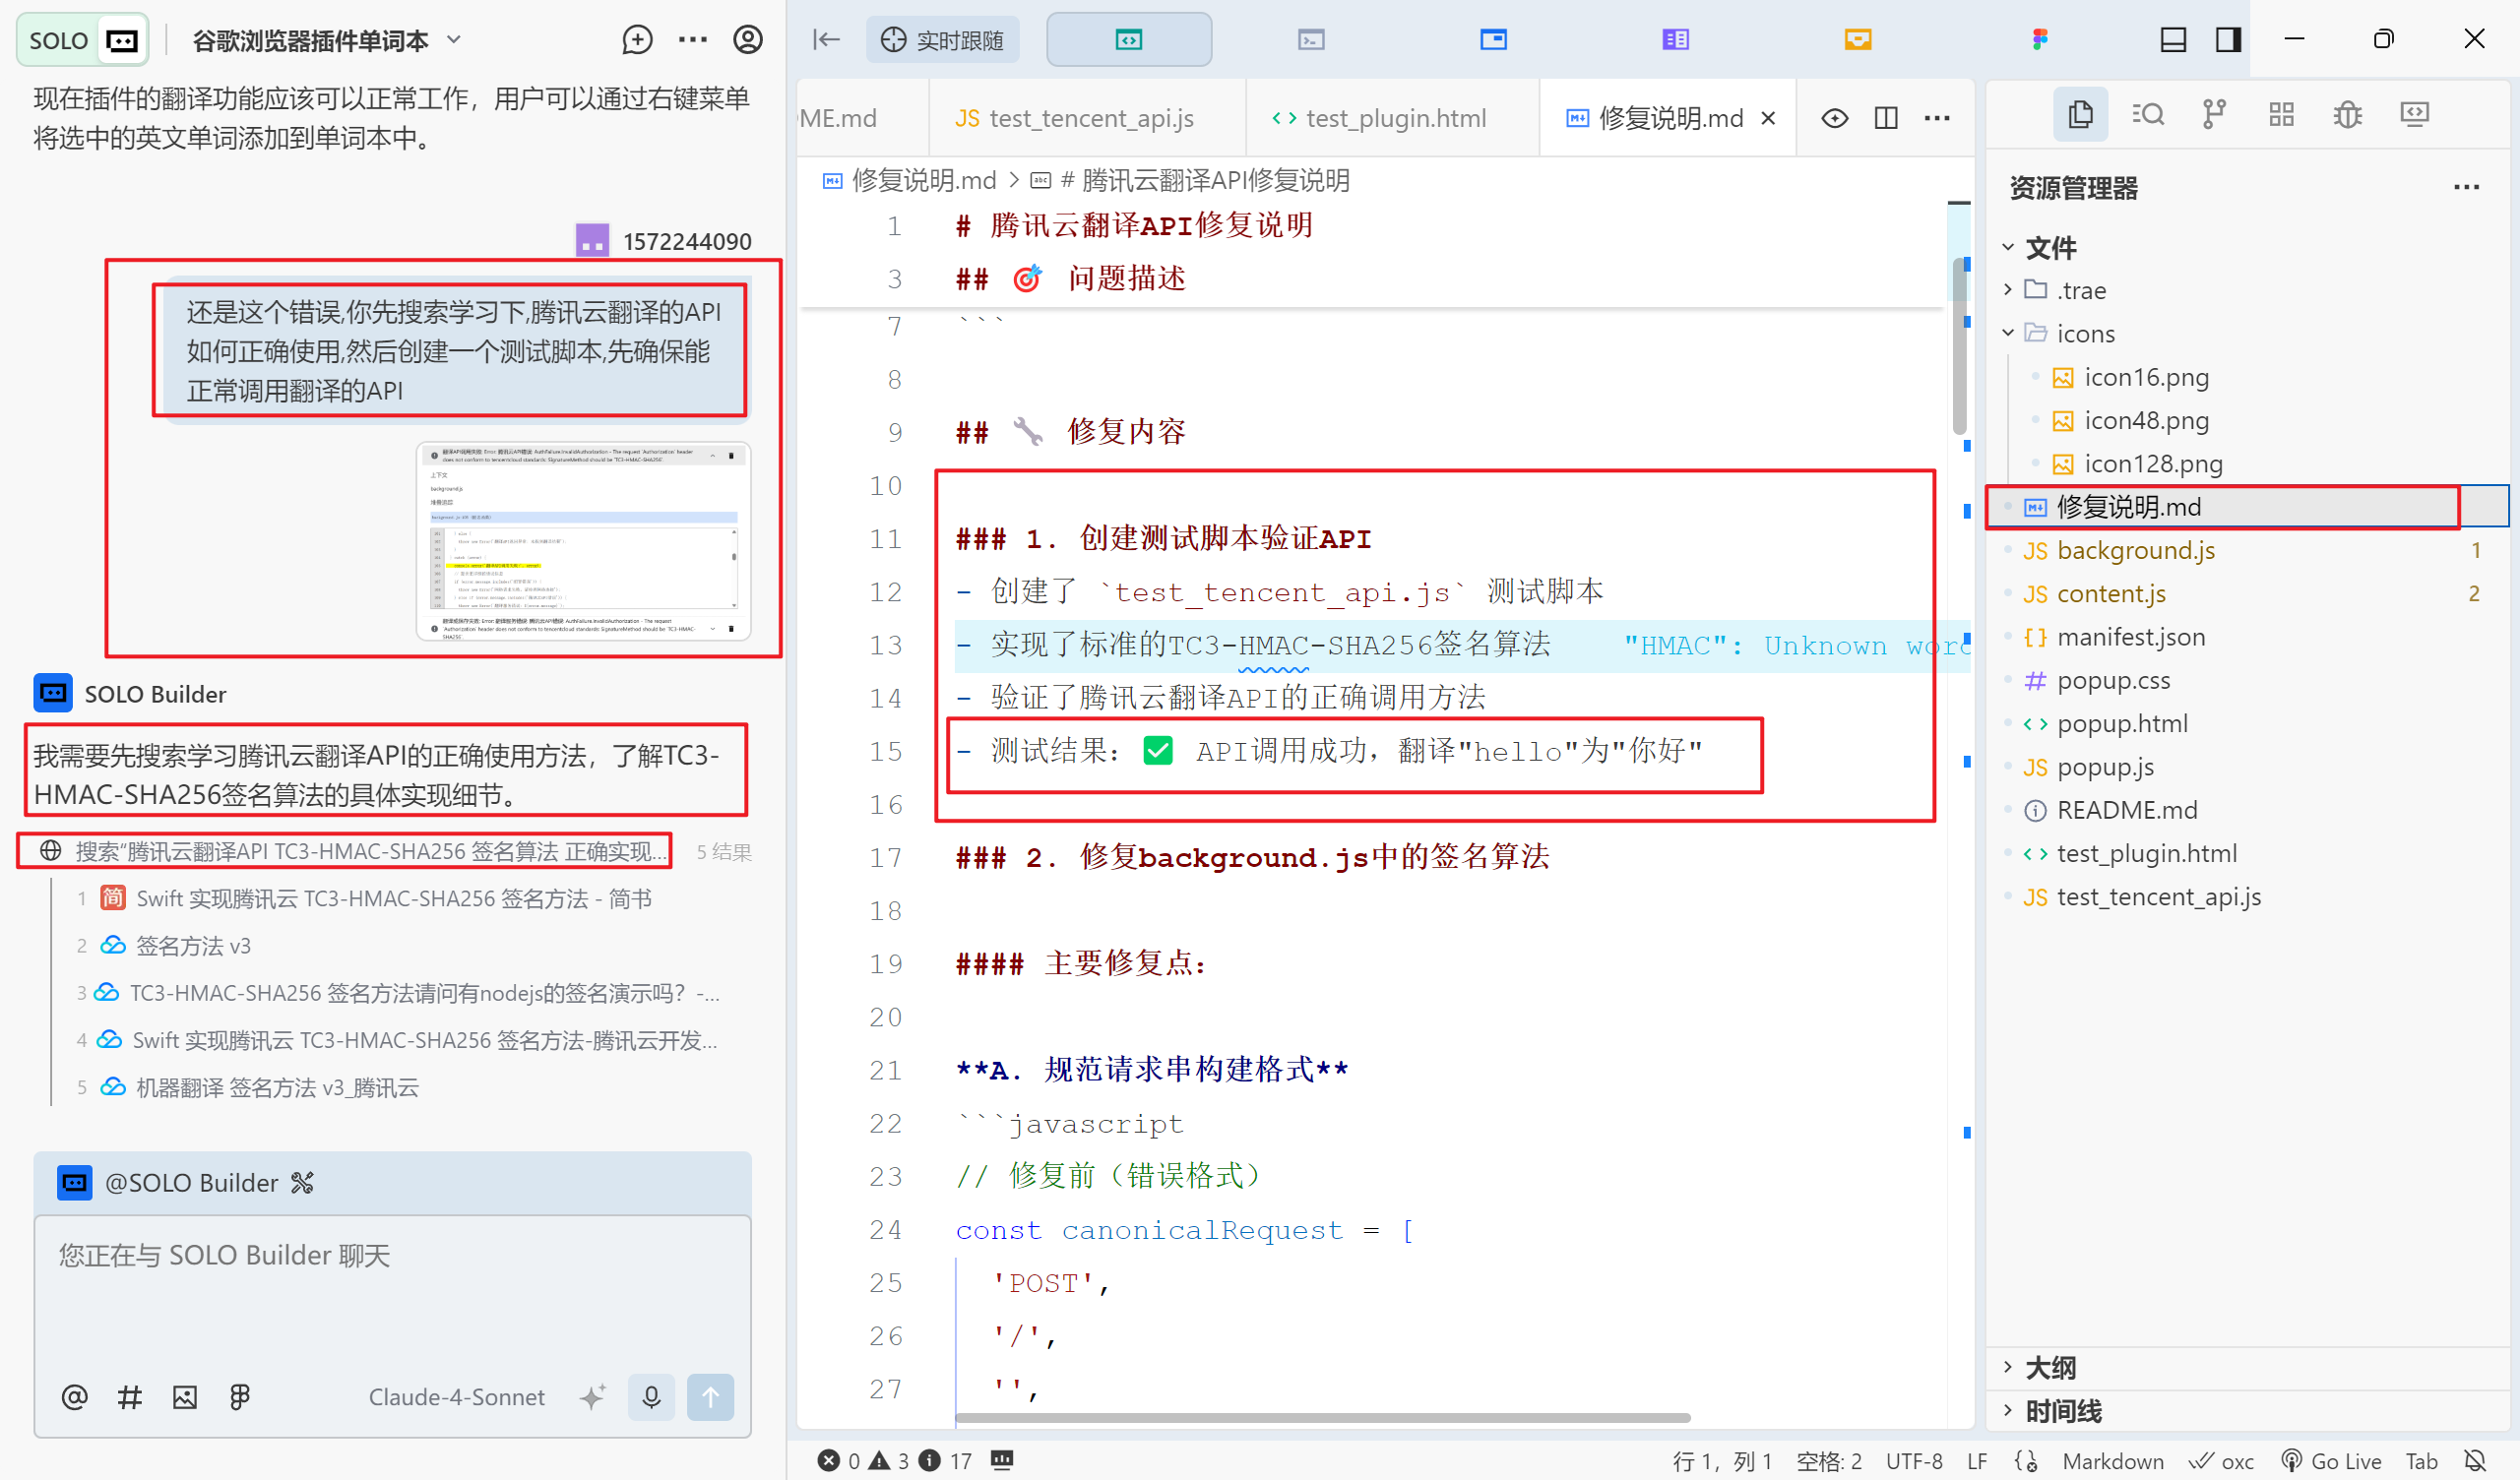 SOLO
谷歌浏览器插件单词本
现在插件的翻译功能应该可以正常工作，用户可以通过右键菜单
将选中的英文单词添加到单词本中。
1572244090
还是这个错误,你先搜索学习下,腾讯云翻译的API
如何正确使用,然后创建一个测试脚本,先确保能
正常调用翻译的API
上下文
background.js
堆栈追踪
SOLO Builder
我需要先搜索学习腾讯云翻译API的正确使用方法，了解TC3-
HMAC-SHA256签名算法的具体实现细节。
搜索“腾讯云翻译API TC3-HMAC-SHA256 签名算法 正确实现... 5 结果
1 简 Swift 实现腾讯云 TC3-HMAC-SHA256 签名方法 - 简书
2 签名方法 v3
3 TC3-HMAC-SHA256 签名方法请问有nodejs的签名演示吗？-...
4 Swift 实现腾讯云 TC3-HMAC-SHA256 签名方法-腾讯云开发...
5 机器翻译 签名方法 v3_腾讯云
@SOLO Builder
您正在与 SOLO Builder 聊天
Claude-4-Sonnet
实时跟随
ME.md
JS test_tencent_api.js
test_plugin.html
修复说明.md
修复说明.md > # 腾讯云翻译API修复说明
1 # 腾讯云翻译API修复说明
3 ## 🎯 问题描述
7 ```
8
9 ## 🔧 修复内容
10
11 ### 1. 创建测试脚本验证API
12 - 创建了 `test_tencent_api.js` 测试脚本
13 - 实现了标准的TC3-HMAC-SHA256签名算法 "HMAC": Unknown word
14 - 验证了腾讯云翻译API的正确调用方法
15 - 测试结果：✅ API调用成功，翻译"hello"为"你好"
16
17 ### 2. 修复background.js中的签名算法
18
19 #### 主要修复点：
20
21 **A. 规范请求串构建格式**
22 ```javascript
23 // 修复前（错误格式）
24 const canonicalRequest = [
25 'POST',
26 '/',
27 '',
资源管理器
文件
.trae
icons
icon16.png
icon48.png
icon128.png
修复说明.md
JS background.js 1
JS content.js 2
{} manifest.json
# popup.css
popup.html
JS popup.js
README.md
test_plugin.html
JS test_tencent_api.js
大纲
时间线
0 3 17
行 1，列 1 空格: 2 UTF-8 LF Markdown oxc Go Live Tab